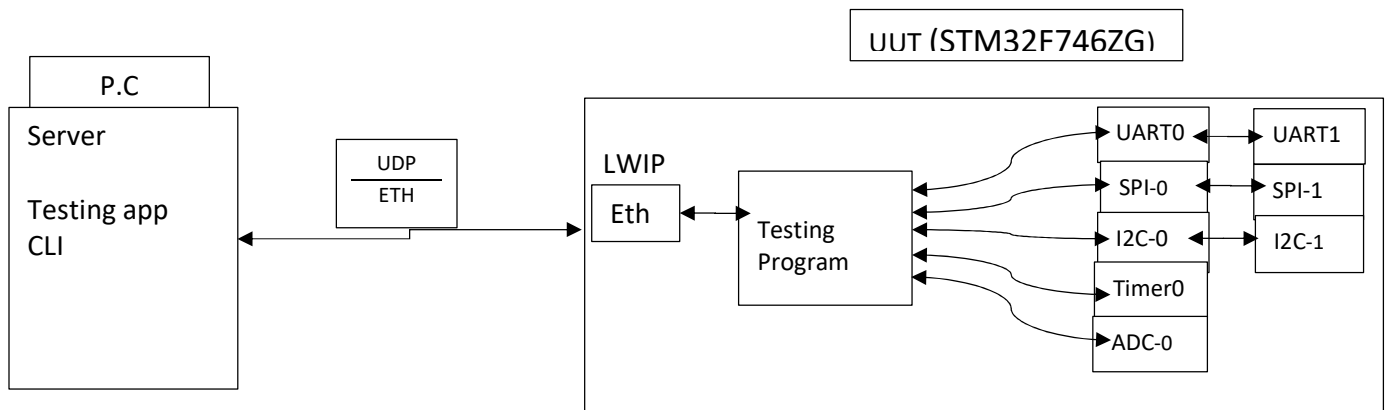 UUT (STM32F746ZG)
P.C
Server
Testing app
CLI
UDP
ETH
LWIP
Eth
Testing
Program
UART0
UART1
SPI-0
SPI-1
I2C-0
I2C-1
Timer0
ADC-0